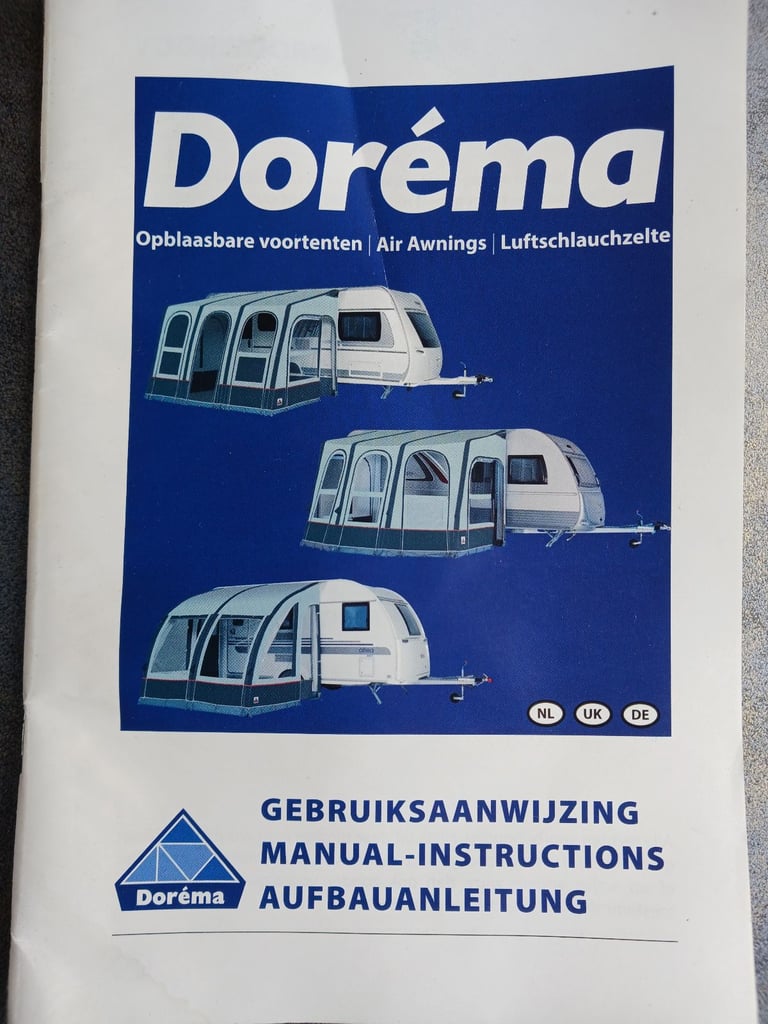 Doréma
Opblaasbare voortenten | Air Awnings | Luftschlauchzelte
NL UK DE
GEBRUIKSAANWIJZING
MANUAL-INSTRUCTIONS
AUFBAUANLEITUNG
Doréma